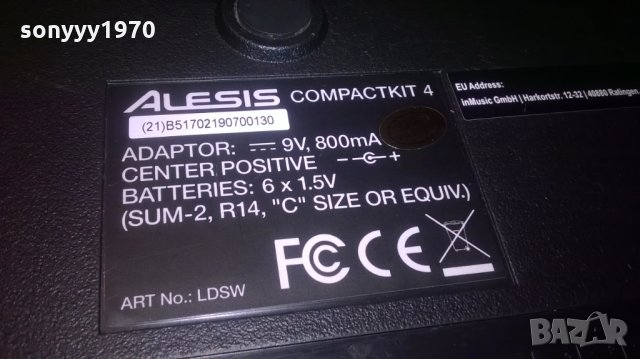 sonyyy1970
ALESIS COMPACTKIT 4
(21)B51702190700130
ADAPTOR: 9V, 800mA
CENTER POSITIVE - +
BATTERIES: 6 x 1.5V
(SUM-2, R14, "C" SIZE OR EQUIV.)
FC CE
ART No.: LDSW
EU Address:
inMusic GmbH | Harkortstr. 12-32 | 40880 Ratingen,
BAZAR